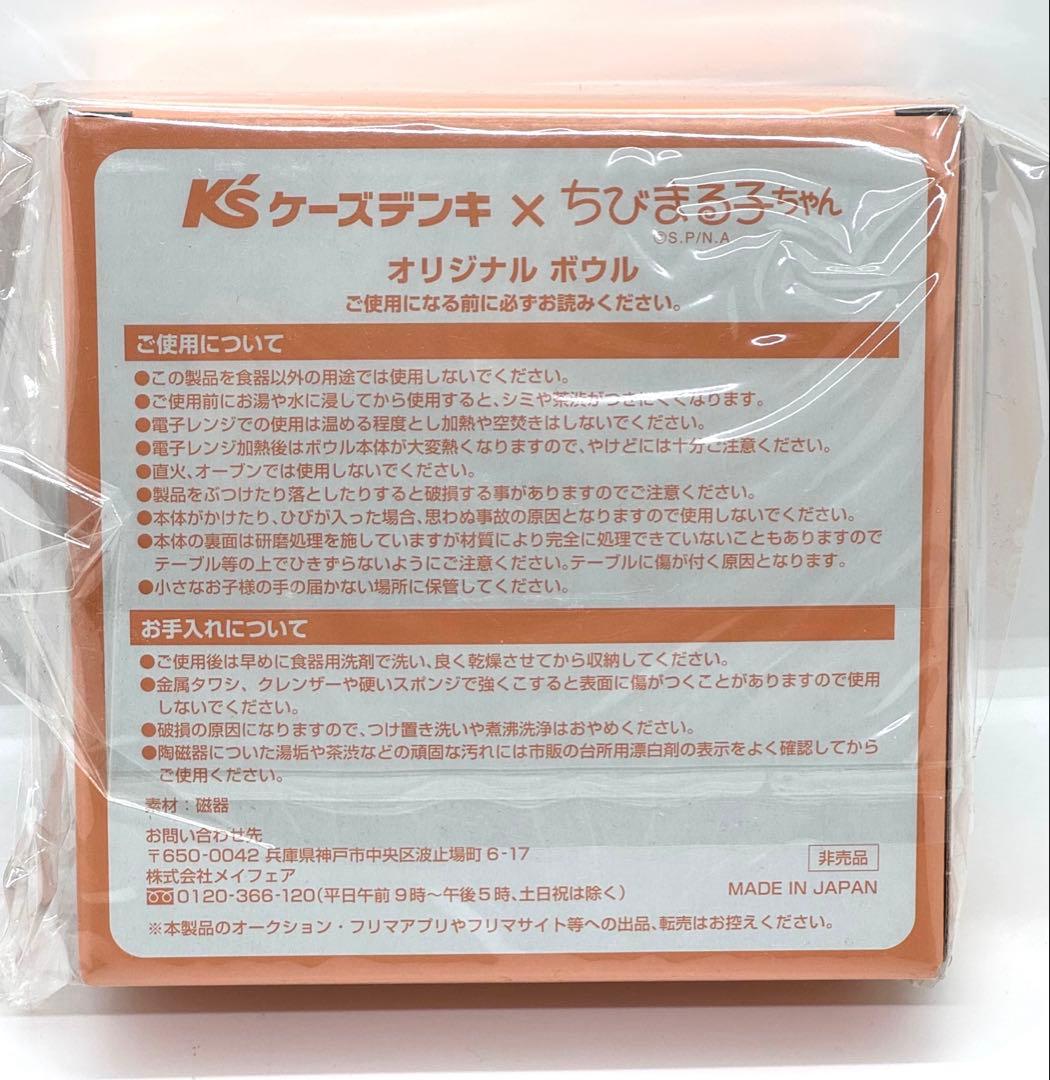 K's ケーズデンキ × ちびまる子ちゃん
©S.P/N.A
オリジナル ボウル
ご使用になる前に必ずお読みください。
ご使用について
●この製品を食器以外の用途では使用しないでください。
●ご使用前にお湯や水に浸してから使用すると、シミや茶渋がつきにくくなります。
●電子レンジでの使用は温める程度とし加熱や空焚きはしないでください。
●電子レンジ加熱後はボウル本体が大変熱くなりますので、やけどには十分ご注意ください。
●直火、オーブンでは使用しないでください。
●製品をぶつけたり落としたりすると破損する事がありますのでご注意ください。
●本体がかけたり、ひびが入った場合、思わぬ事故の原因となりますので使用しないでください。
●本体の裏面は研磨処理を施していますが材質により完全に処理できていないこともありますので
テーブル等の上でひきずらないようにご注意ください。テーブルに傷が付く原因となります。
●小さなお子様の手の届かない場所に保管してください。
お手入れについて
●ご使用後は早めに食器用洗剤で洗い、良く乾燥させてから収納してください。
●金属タワシ、クレンザーや硬いスポンジで強くこすると表面に傷がつくことがありますので使用
しないでください。
●破損の原因になりますので、つけ置き洗いや煮沸洗浄はおやめください。
●陶磁器についた湯垢や茶渋などの頑固な汚れには市販の台所用漂白剤の表示をよく確認してから
ご使用ください。
素材：磁器
お問い合わせ先
〒650-0042 兵庫県神戸市中央区波止場町 6-17
株式会社メイフェア
0120-366-120(平日午前9時～午後5時、土日祝は除く)
非売品
MADE IN JAPAN
※本製品のオークション・フリマアプリやフリマサイト等への出品、転売はお控えください。